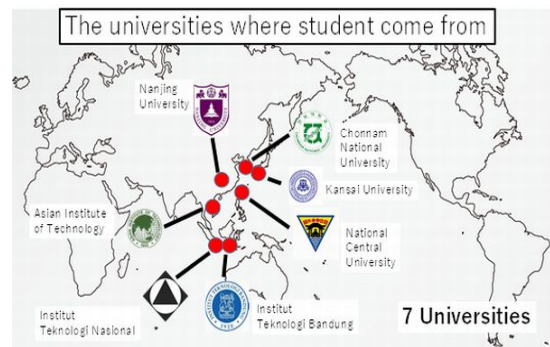 The universities where student come from
Nanjing
University
Chonnam
National
University
Kansai University
Asian Institute
of Technology
National
Central
University
Institut
Teknologi Nasional
Institut
Teknologi Bandung
7 Universities